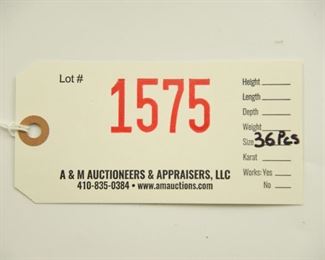 Lot #
1575
Height
Length
Depth
Weight
Size 36 Pcs
Karat
Works: Yes
No
A & M AUCTIONEERS & APPRAISERS, LLC
410-835-0384 • www.amauctions.com